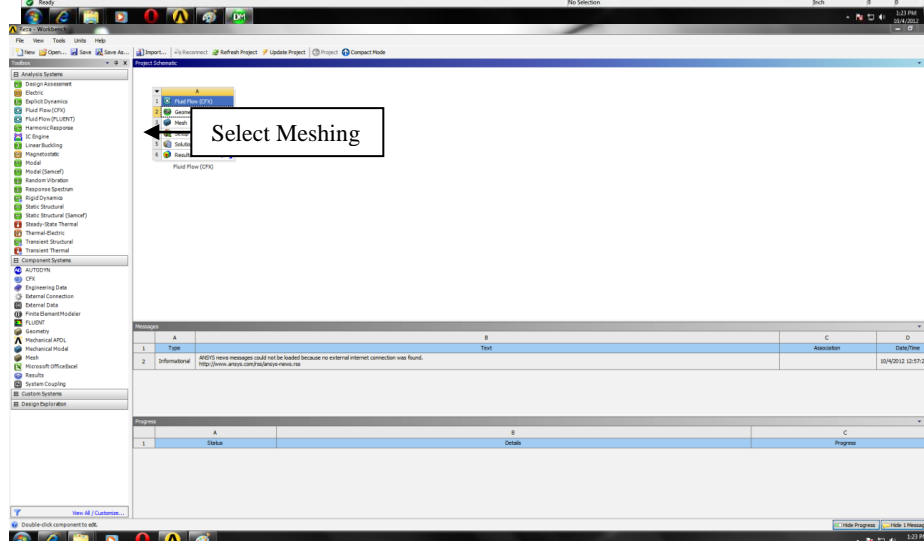 Ready
No Selection
Inch
0
0
1:23 PM
10/4/2012
Reza - Workbench
File View Tools Units Help
New Open... Save Save As... Import... Reconnect Refresh Project Update Project Project Compact Mode
Toolbox
Project Schematic
Analysis Systems
Design Assessment
Electric
Explicit Dynamics
Fluid Flow (CFX)
Fluid Flow (FLUENT)
Harmonic Response
IC Engine
Linear Buckling
Magnetostatic
Modal
Modal (Samcef)
Random Vibration
Response Spectrum
Rigid Dynamics
Static Structural
Static Structural (Samcef)
Steady-State Thermal
Thermal-Electric
Transient Structural
Transient Thermal
Component Systems
AUTODYN
CFX
Engineering Data
External Connection
External Data
Finite Element Modeler
FLUENT
Geometry
Mechanical APDL
Mechanical Model
Mesh
Microsoft Office Excel
Results
System Coupling
Custom Systems
Design Exploration
View All / Customize...
A
1 Fluid Flow (CFX)
2
3 Mesh
5
6
Fluid Flow (CFX)
Select Meshing
Messages
A B C D
1 Type Text Association Date/Time
2 Informational ANSYS news messages could not be loaded because no external internet connection was found.
http://www.ansys.com/rss/ansys-news.rss
10/4/2012 12:57:2
Progress
A B C
1 Status Details Progress
Double-click component to edit.
Hide Progress Hide 1 Messag
1:23 P